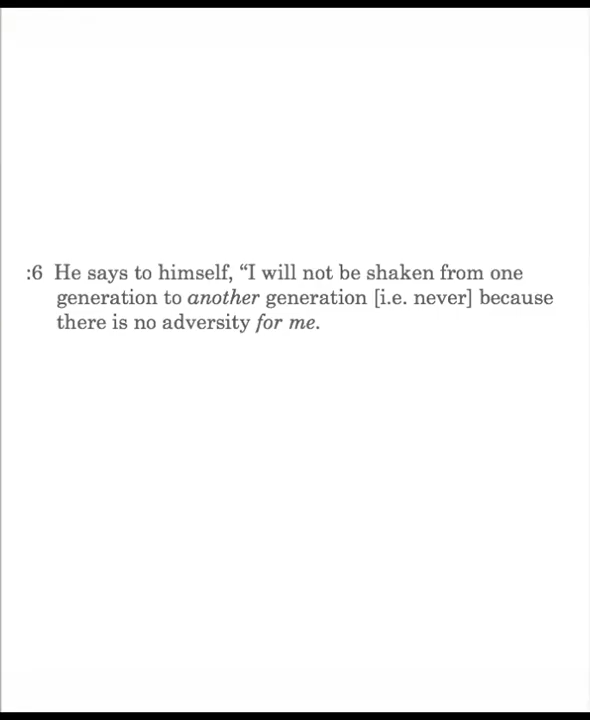 :6 He says to himself, “I will not be shaken from one
generation to another generation [i.e. never] because
there is no adversity for me.